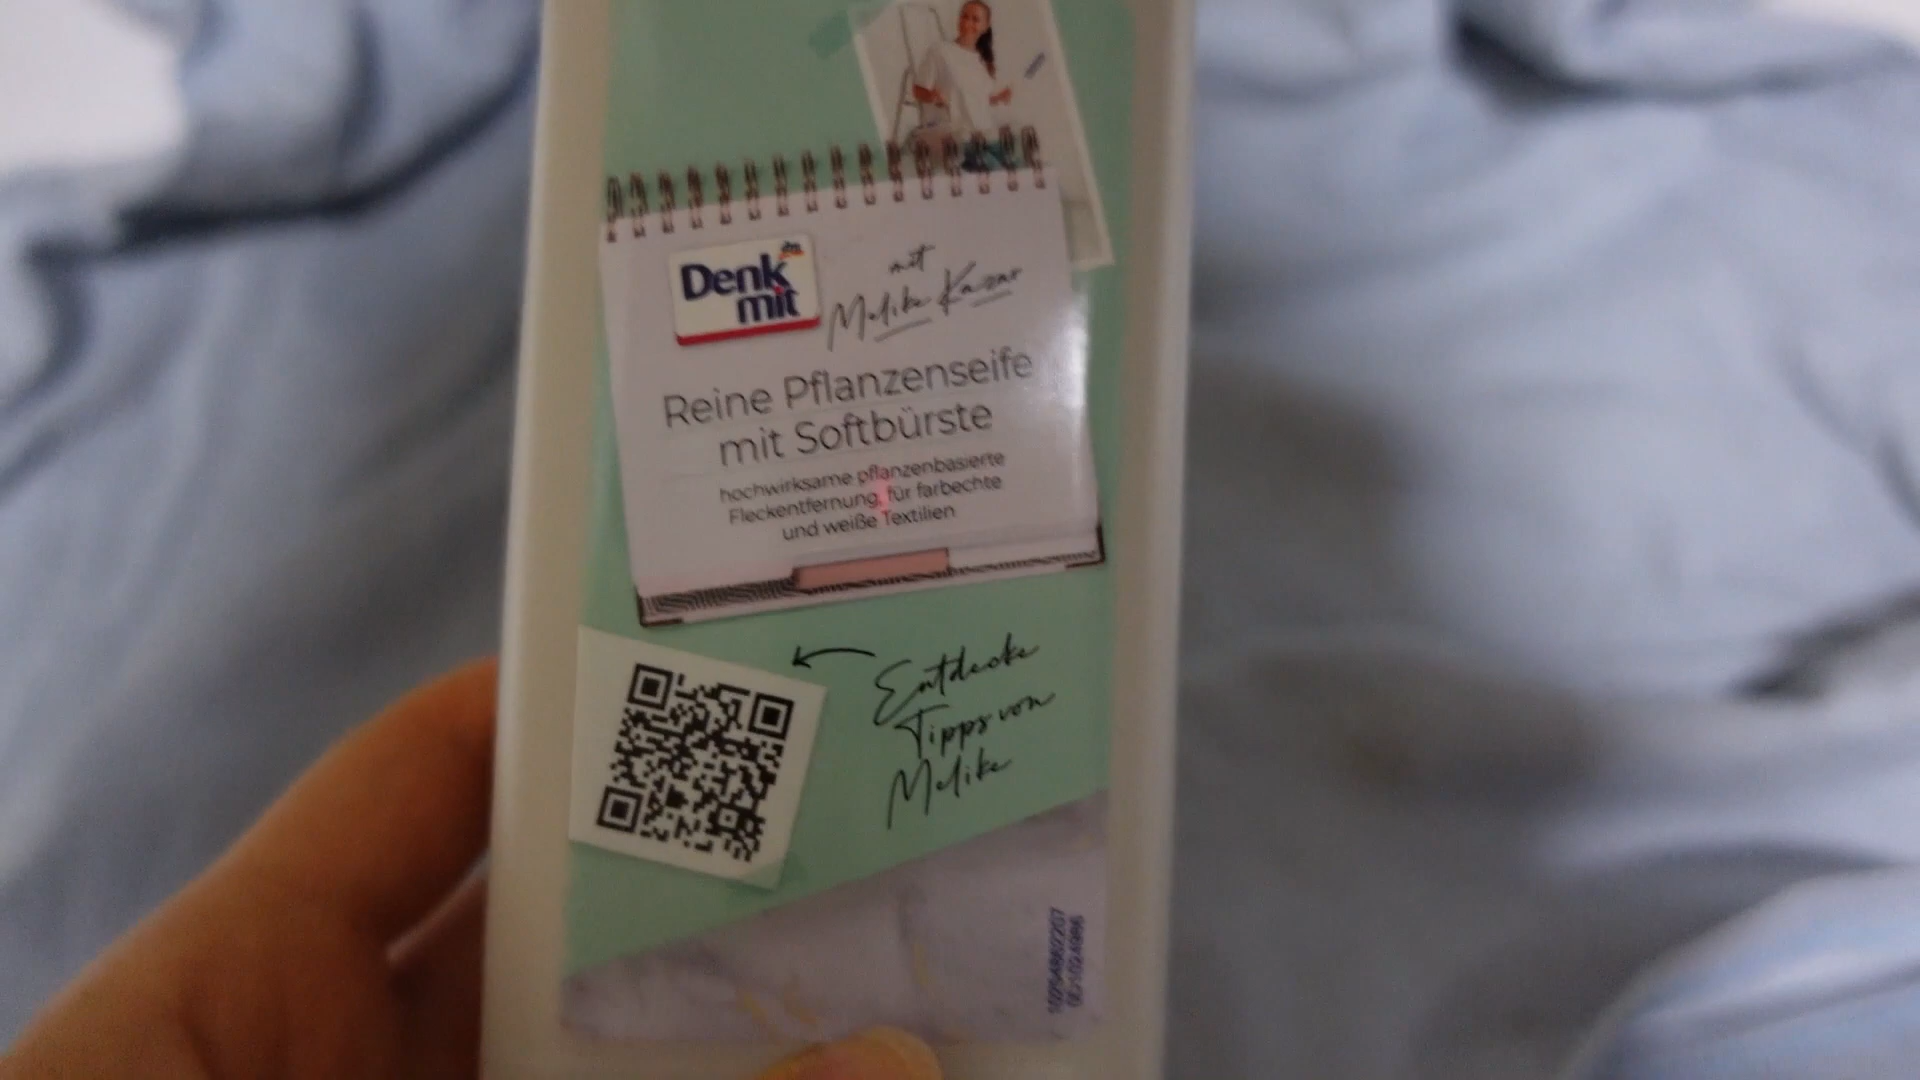 dm
Denk
mit
mit
Melike Kazar
Reine Pflanzenseife
mit Softbürste
hochwirksame pflanzenbasierte
Fleckentfernung, für farbechte
und weiße Textilien
Entdecke
Tipps von
Melike